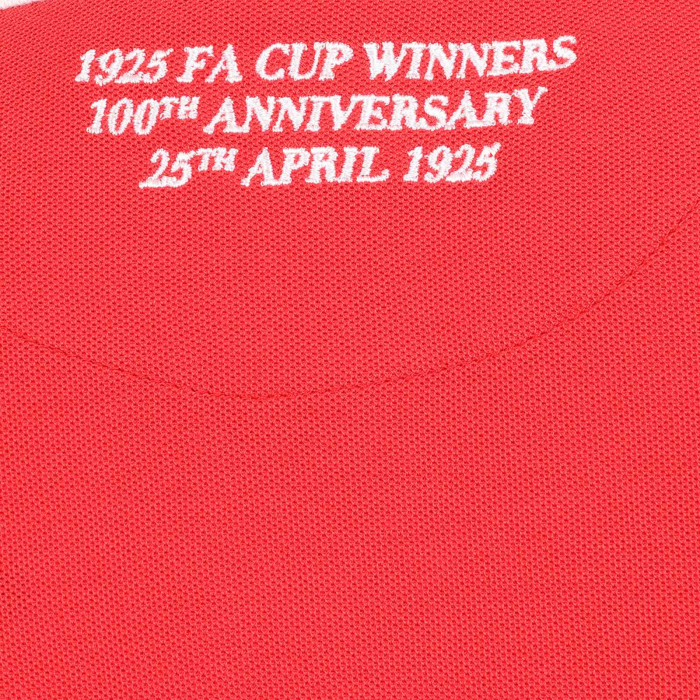 1925 FA CUP WINNERS
100TH ANNIVERSARY
25TH APRIL 1925